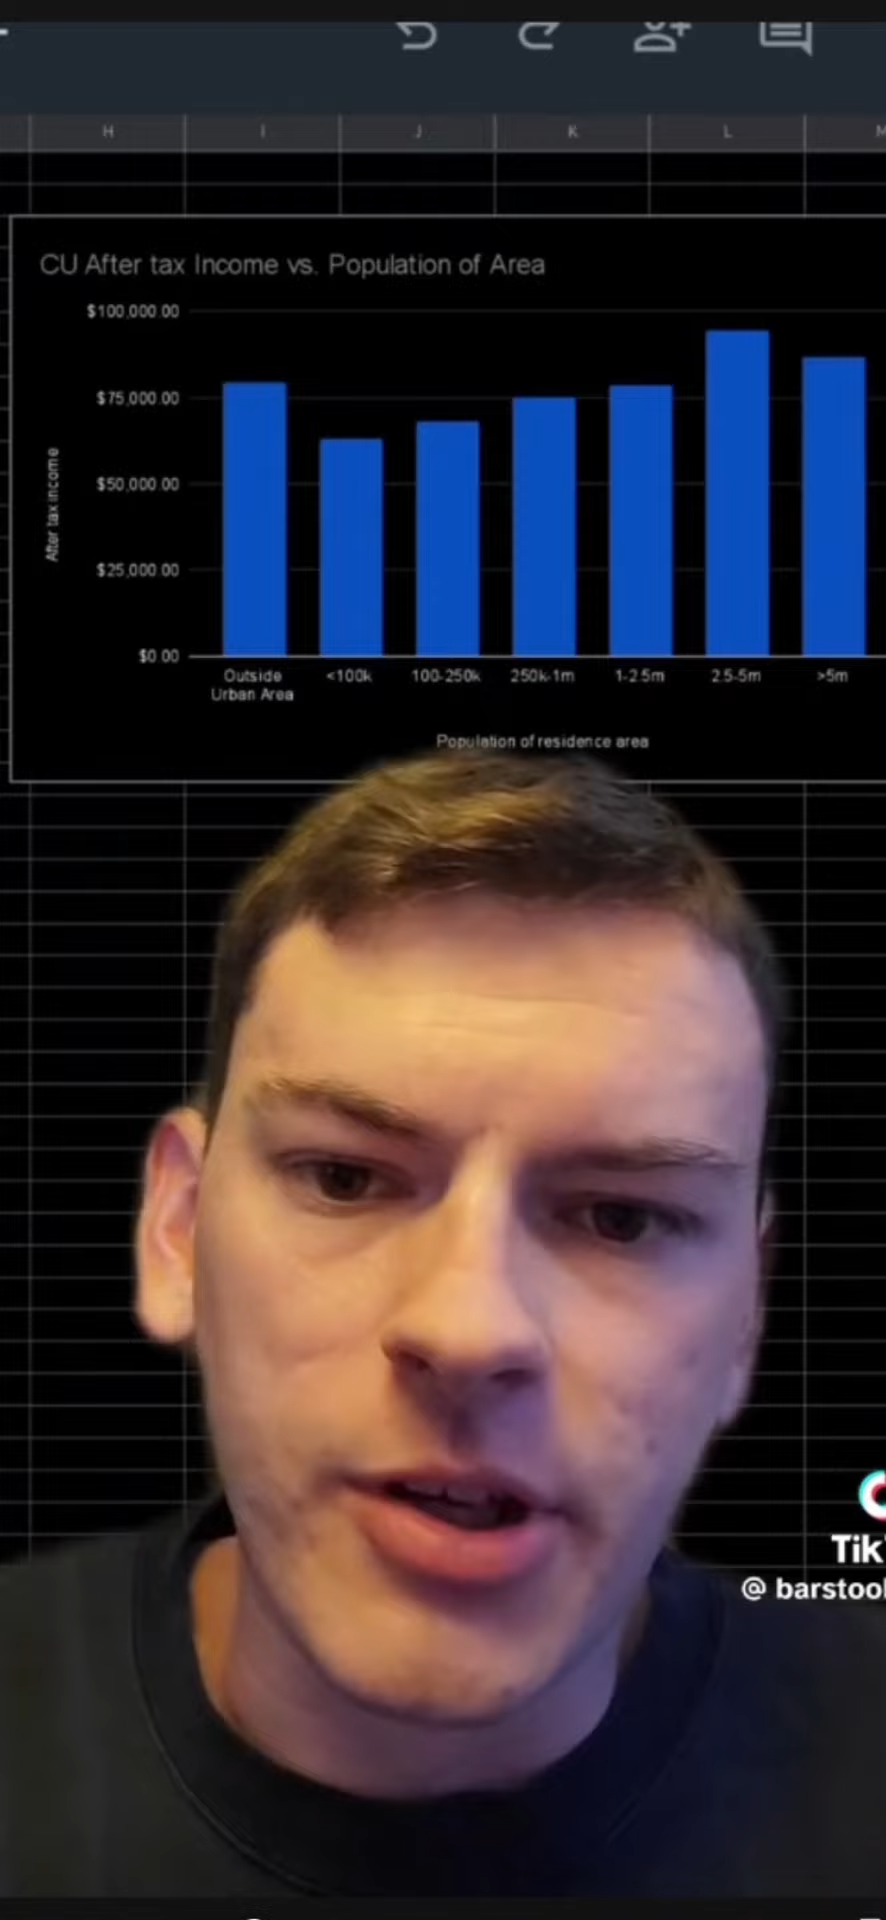 H I J K L M
CU After tax Income vs. Population of Area
$100,000.00
$75,000.00
$50,000.00
$25,000.00
$0.00
After tax income
Outside Urban Area
<100k
100-250k
250k-1m
1-2.5m
2.5-5m
>5m
Population of residence area
Tik
@ barstool